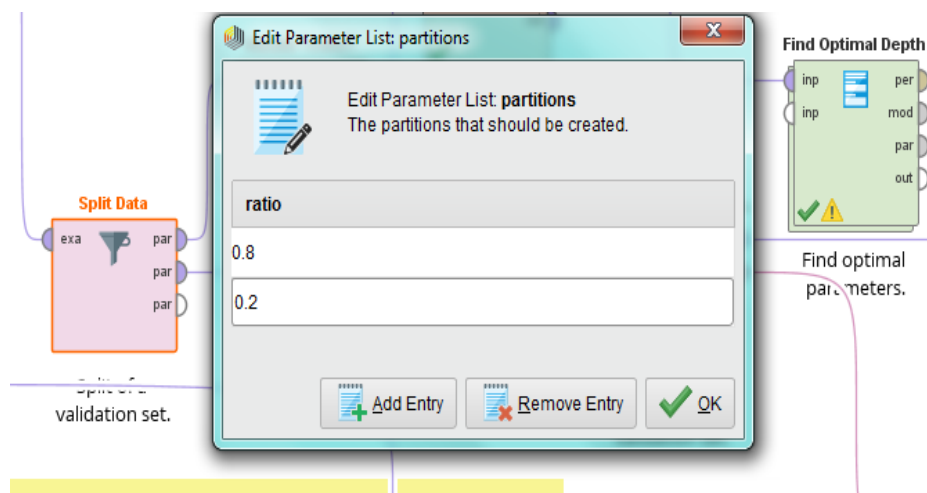 Edit Parameter List: partitions
X
Edit Parameter List: partitions
The partitions that should be created.
ratio
0.8
0.2
Add Entry
Remove Entry
OK
Split Data
exa
par
par
par
validation set.
Find Optimal Depth
inp
per
inp
mod
par
out
Find optimal
parameters.